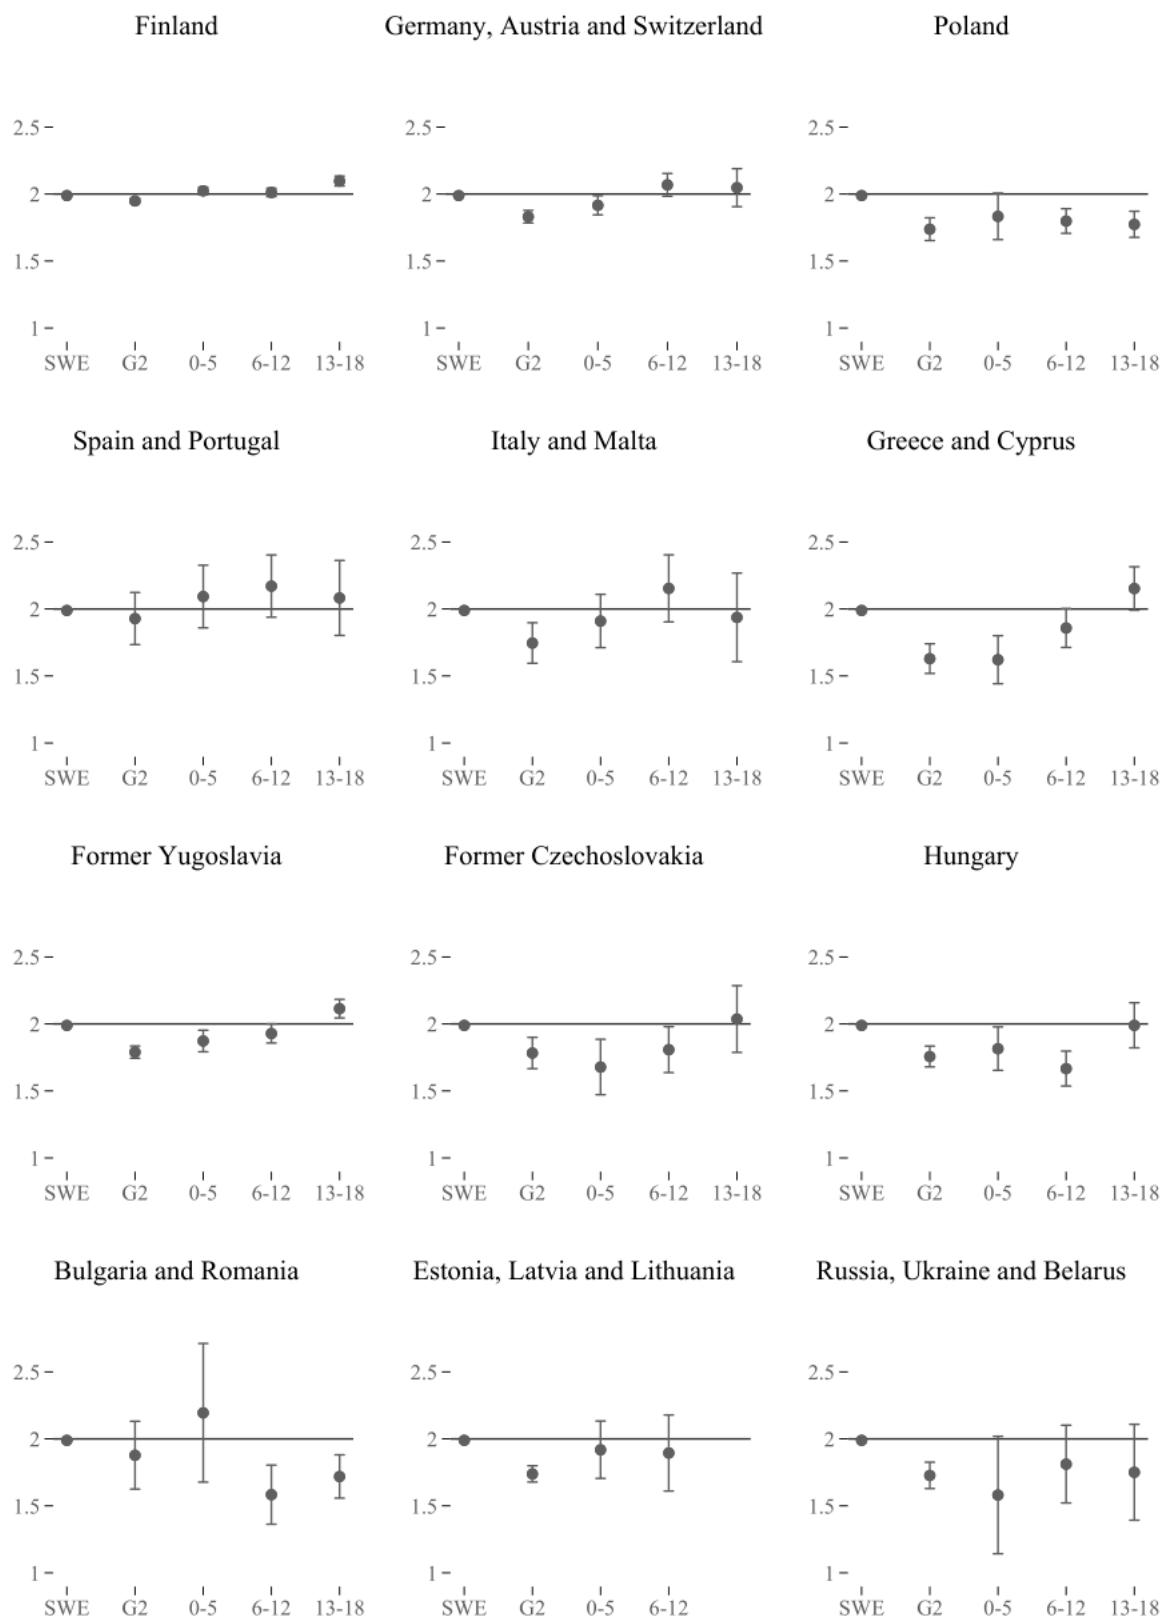 Finland Germany, Austria and Switzerland Poland
2.5 2.5 2.5
2 2 2
1.5 1.5 1.5
1 1 1
SWE G2 0-5 6-12 13-18 SWE G2 0-5 6-12 13-18 SWE G2 0-5 6-12 13-18
Spain and Portugal Italy and Malta Greece and Cyprus
2.5 2.5 2.5
2 2 2
1.5 1.5 1.5
1 1 1
SWE G2 0-5 6-12 13-18 SWE G2 0-5 6-12 13-18 SWE G2 0-5 6-12 13-18
Former Yugoslavia Former Czechoslovakia Hungary
2.5 2.5 2.5
2 2 2
1.5 1.5 1.5
1 1 1
SWE G2 0-5 6-12 13-18 SWE G2 0-5 6-12 13-18 SWE G2 0-5 6-12 13-18
Bulgaria and Romania Estonia, Latvia and Lithuania Russia, Ukraine and Belarus
2.5 2.5 2.5
2 2 2
1.5 1.5 1.5
1 1 1
SWE G2 0-5 6-12 13-18 SWE G2 0-5 6-12 SWE G2 0-5 6-12 13-18